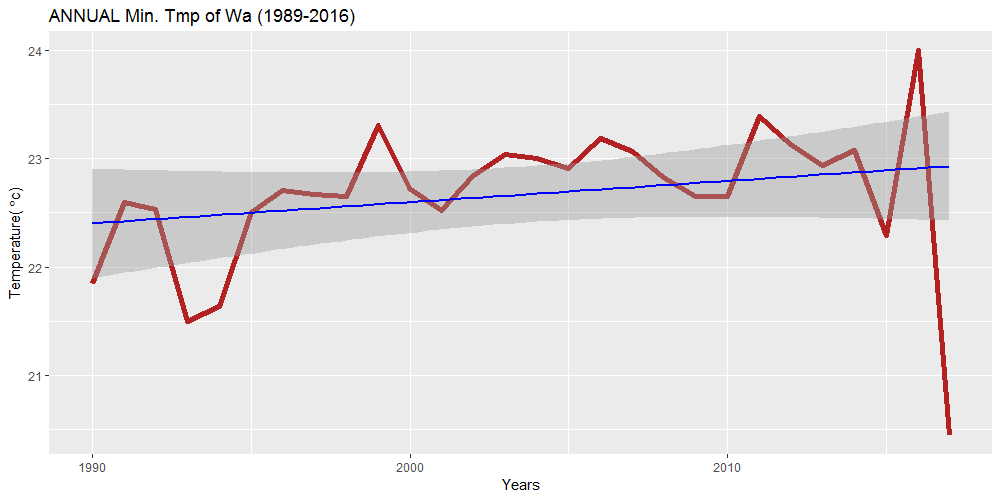 ANNUAL Min. Tmp of Wa (1989-2016)
24
23
22
21
Temperature( °c)
1990
2000
2010
Years